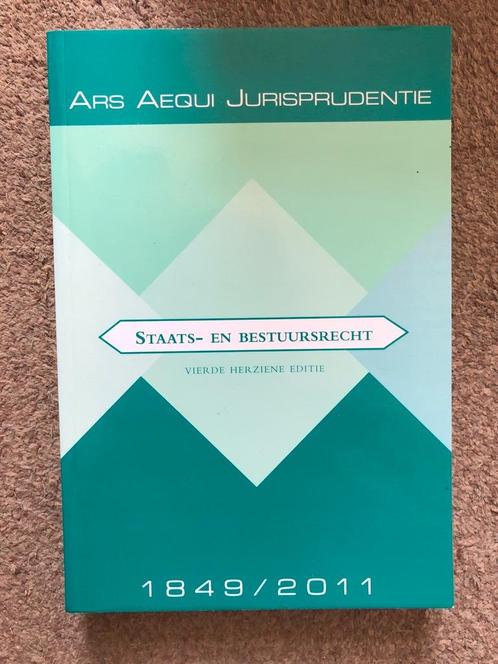 Ars Aequi Jurisprudentie
Staats- en bestuursrecht
vierde herziene editie
1849/2011